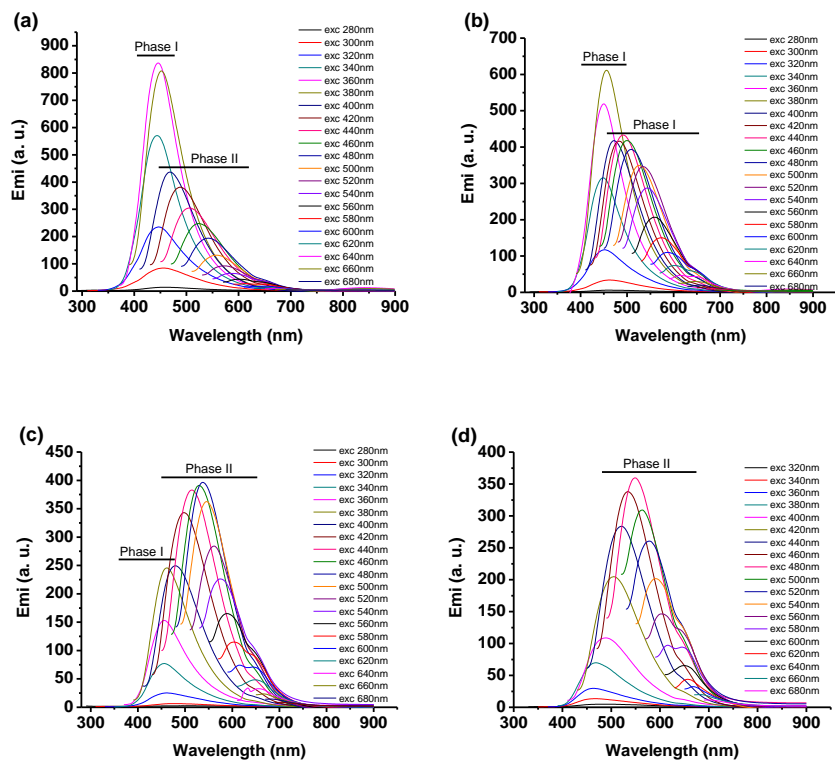 (a)
Phase I
Phase II
Emi (a. u.)
900
800
700
600
500
400
300
200
100
0
300 400 500 600 700 800 900
Wavelength (nm)
exc 280nm
exc 300nm
exc 320nm
exc 340nm
exc 360nm
exc 380nm
exc 400nm
exc 420nm
exc 440nm
exc 460nm
exc 480nm
exc 500nm
exc 520nm
exc 540nm
exc 560nm
exc 580nm
exc 600nm
exc 620nm
exc 640nm
exc 660nm
exc 680nm
(b)
Phase I
Phase I
Emi (a. u.)
700
600
500
400
300
200
100
0
300 400 500 600 700 800 900
Wavelength (nm)
exc 280nm
exc 300nm
exc 320nm
exc 340nm
exc 360nm
exc 380nm
exc 400nm
exc 420nm
exc 440nm
exc 460nm
exc 480nm
exc 500nm
exc 520nm
exc 540nm
exc 560nm
exc 580nm
exc 600nm
exc 620nm
exc 640nm
exc 660nm
exc 680nm
(c)
Phase II
Phase I
Emi (a. u.)
450
400
350
300
250
200
150
100
50
0
300 400 500 600 700 800 900
Wavelength (nm)
exc 280nm
exc 300nm
exc 320nm
exc 340nm
exc 360nm
exc 380nm
exc 400nm
exc 420nm
exc 440nm
exc 460nm
exc 480nm
exc 500nm
exc 520nm
exc 540nm
exc 560nm
exc 580nm
exc 600nm
exc 620nm
exc 640nm
exc 660nm
exc 680nm
(d)
Phase II
Emi (a. u.)
400
350
300
250
200
150
100
50
0
300 400 500 600 700 800 900
Wavelength (nm)
exc 320nm
exc 340nm
exc 360nm
exc 380nm
exc 400nm
exc 420nm
exc 440nm
exc 460nm
exc 480nm
exc 500nm
exc 520nm
exc 540nm
exc 560nm
exc 580nm
exc 600nm
exc 620nm
exc 640nm
exc 660nm
exc 680nm